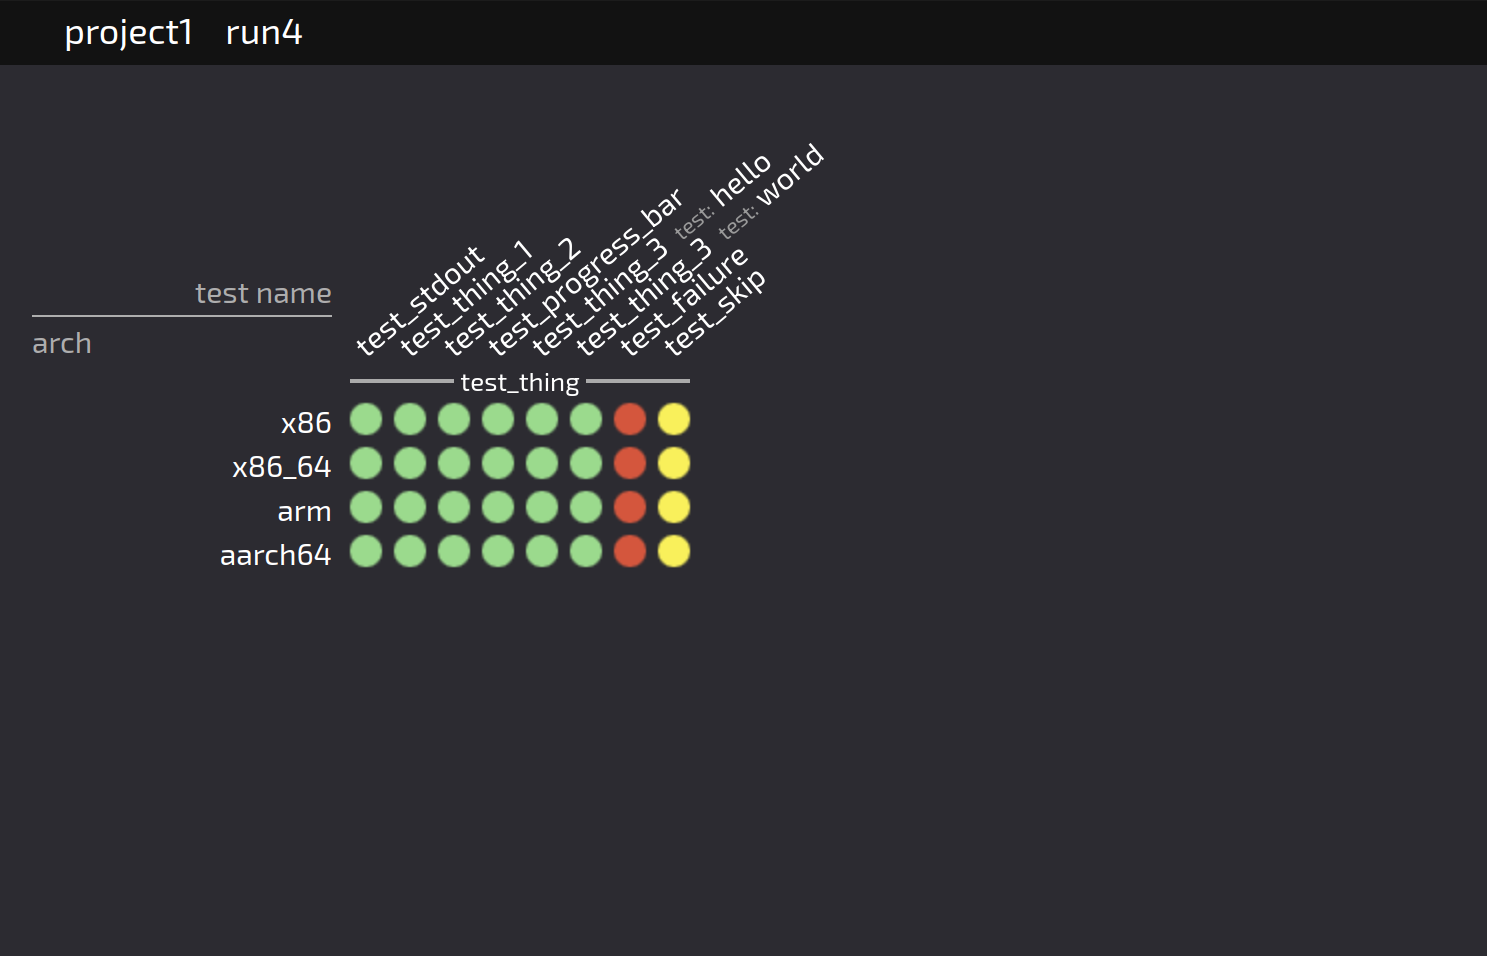 project1 run4
test name
arch
test_stdout
test_thing_1
test_thing_2
test_progress_bar
test_thing_3 test: hello
test_thing_3 test: world
test_failure
test_skip
test_thing
x86
x86_64
arm
aarch64